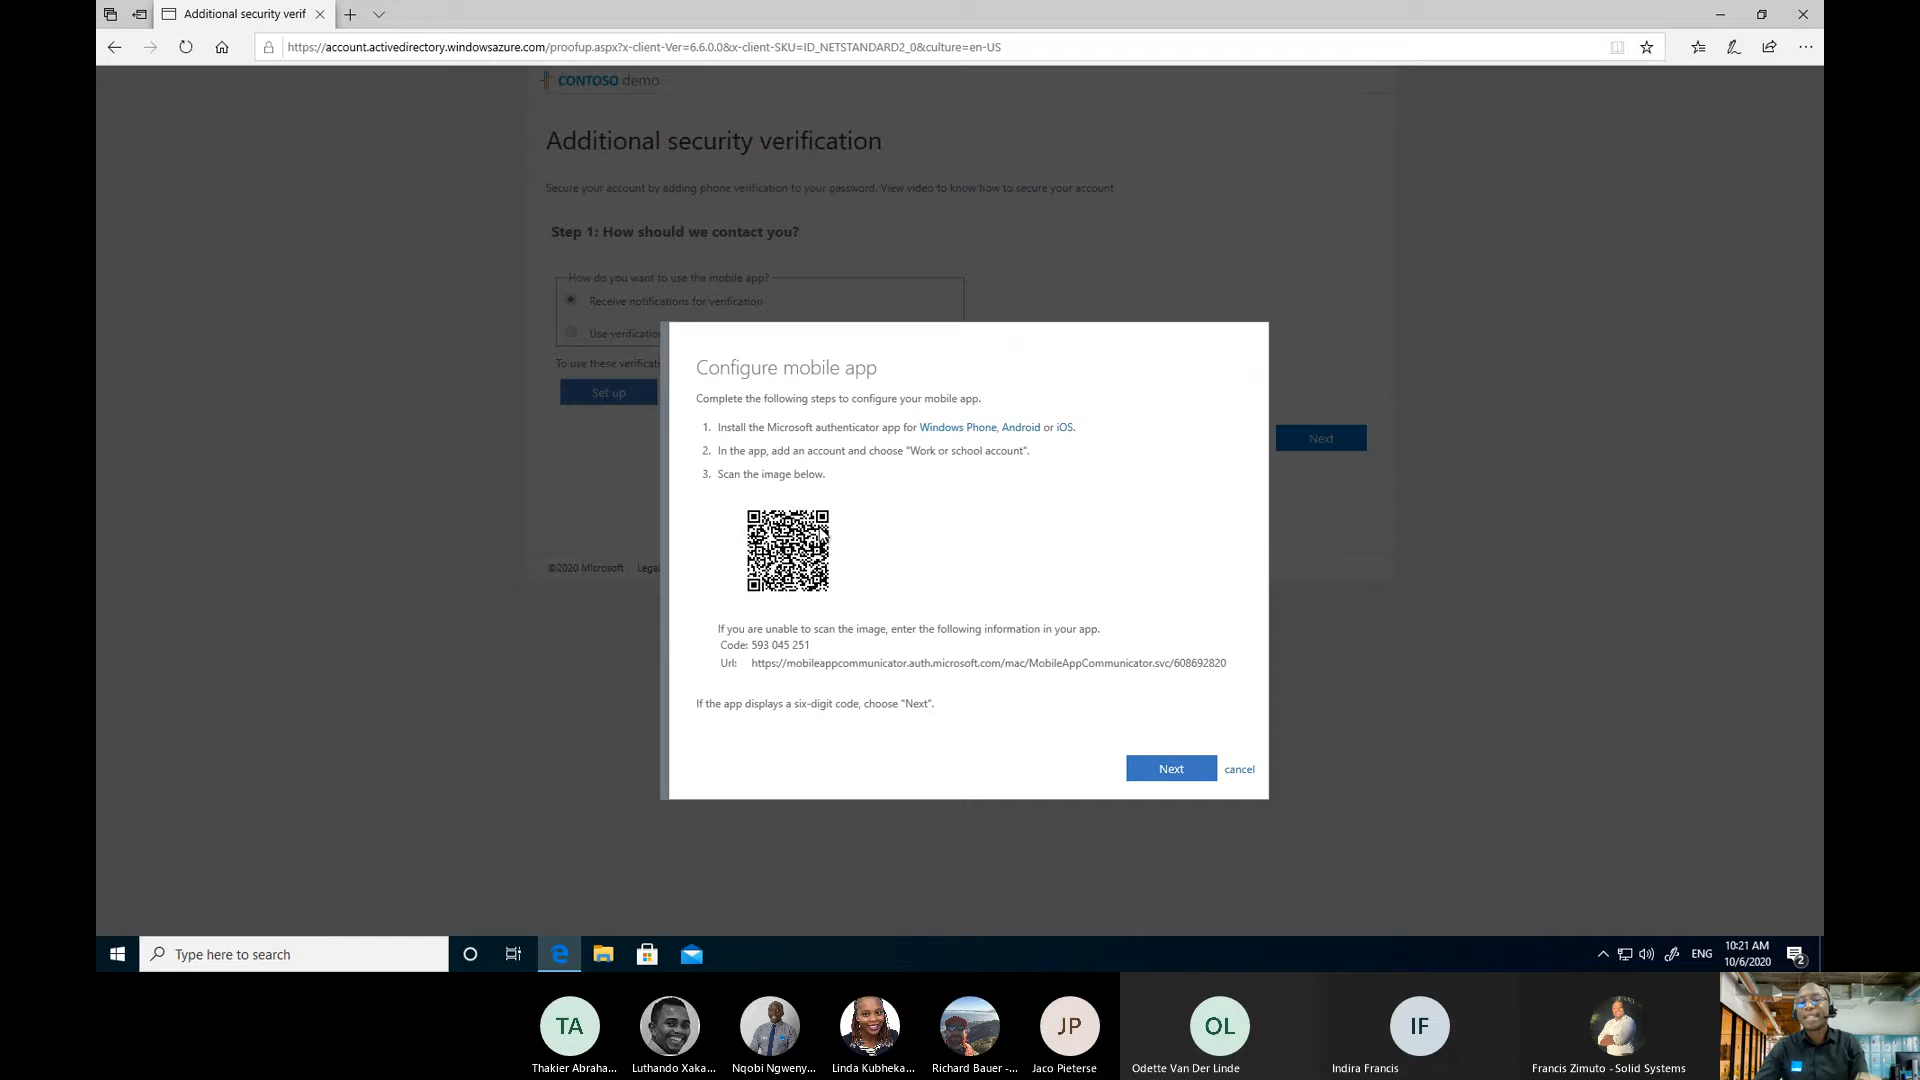 Additional security verif
https://account.activedirectory.windowsazure.com/proofup.aspx?x-client-Ver=6.6.0.0&x-client-SKU=ID_NETSTANDARD2_0&culture=en-US
CONTOSO demo
Additional security verification
Secure your account by adding phone verification to your password. View video to know how to secure your account
Step 1: How should we contact you?
How do you want to use the mobile app?
Receive notifications for verification
Use verificatio
To use these verificati
Set up
Next
©2020 Microsoft Legal
Configure mobile app
Complete the following steps to configure your mobile app.
1. Install the Microsoft authenticator app for Windows Phone, Android or iOS.
2. In the app, add an account and choose "Work or school account".
3. Scan the image below.
If you are unable to scan the image, enter the following information in your app.
Code: 593 045 251
Url: https://mobileappcommunicator.auth.microsoft.com/mac/MobileAppCommunicator.svc/608692820
If the app displays a six-digit code, choose "Next".
Next cancel
Type here to search
ENG
10:21 AM
10/6/2020
2
TA
JP
OL
IF
Thakier Abraha...
Luthando Xaka...
Nqobi Ngweny...
Linda Kubheka...
Richard Bauer -...
Jaco Pieterse
Odette Van Der Linde
Indira Francis
Francis Zimuto - Solid Systems